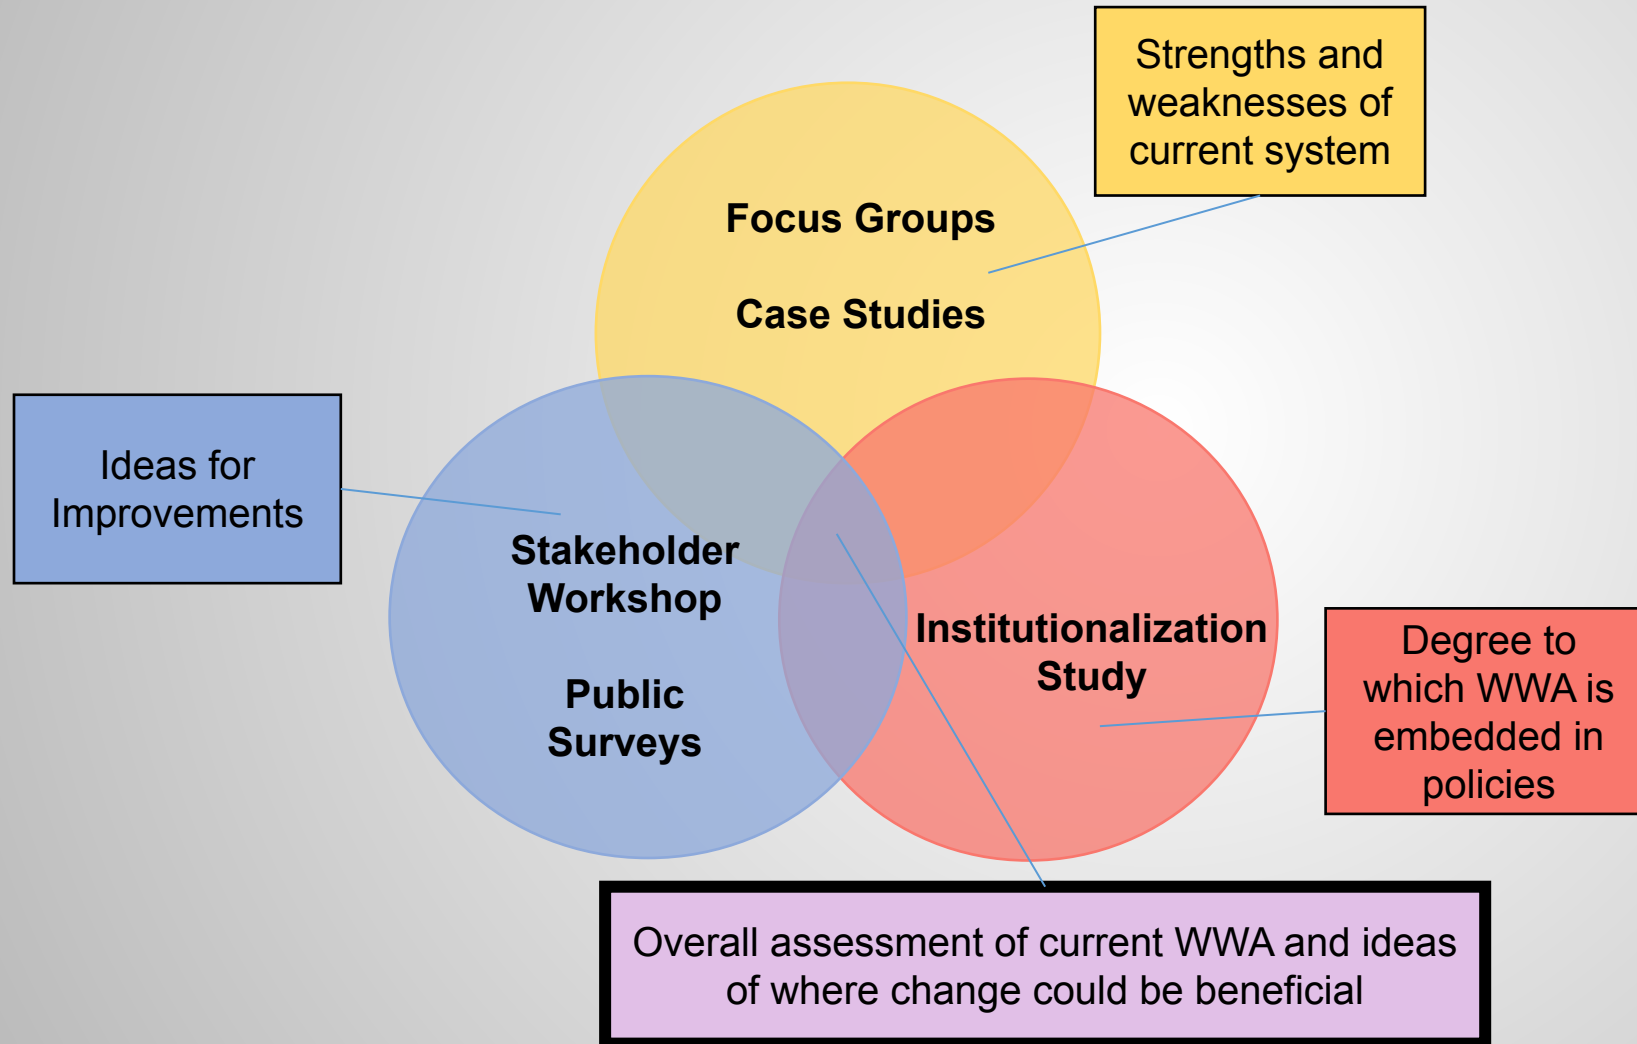 Strengths and
weaknesses of
current system
Focus Groups
Case Studies
Ideas for
Improvements
Stakeholder
Workshop
Public
Surveys
Institutionalization
Study
Degree to
which WWA is
embedded in
policies
Overall assessment of current WWA and ideas
of where change could be beneficial